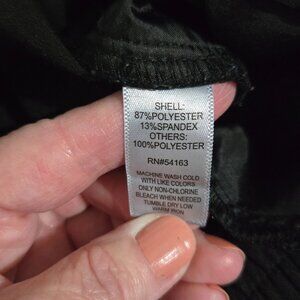 SHELL:
87%POLYESTER
13%SPANDEX
OTHERS:
100%POLYESTER
RN#54163
MACHINE WASH COLD
WITH LIKE COLORS
ONLY NON-CHLORINE
BLEACH WHEN NEEDED
TUMBLE DRY LOW
WARM IRON